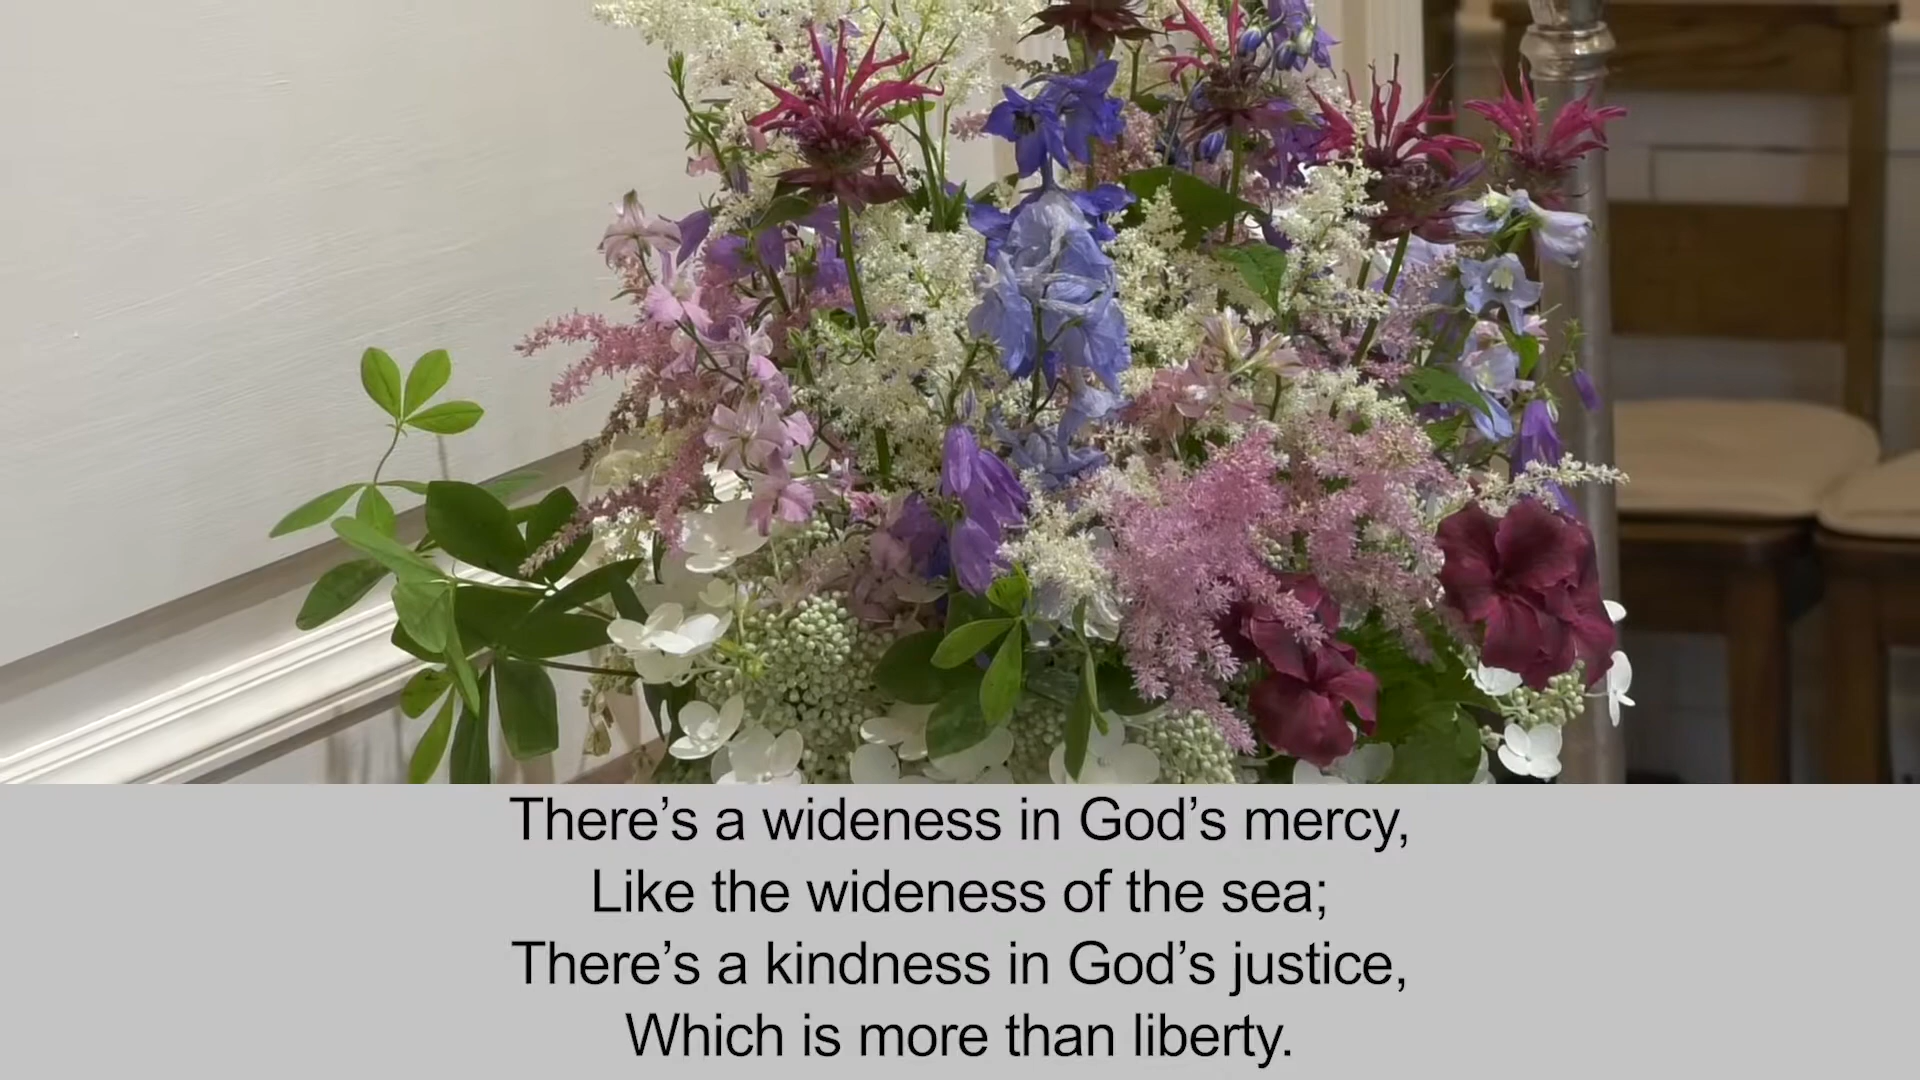 There’s a wideness in God’s mercy,
Like the wideness of the sea;
There’s a kindness in God’s justice,
Which is more than liberty.